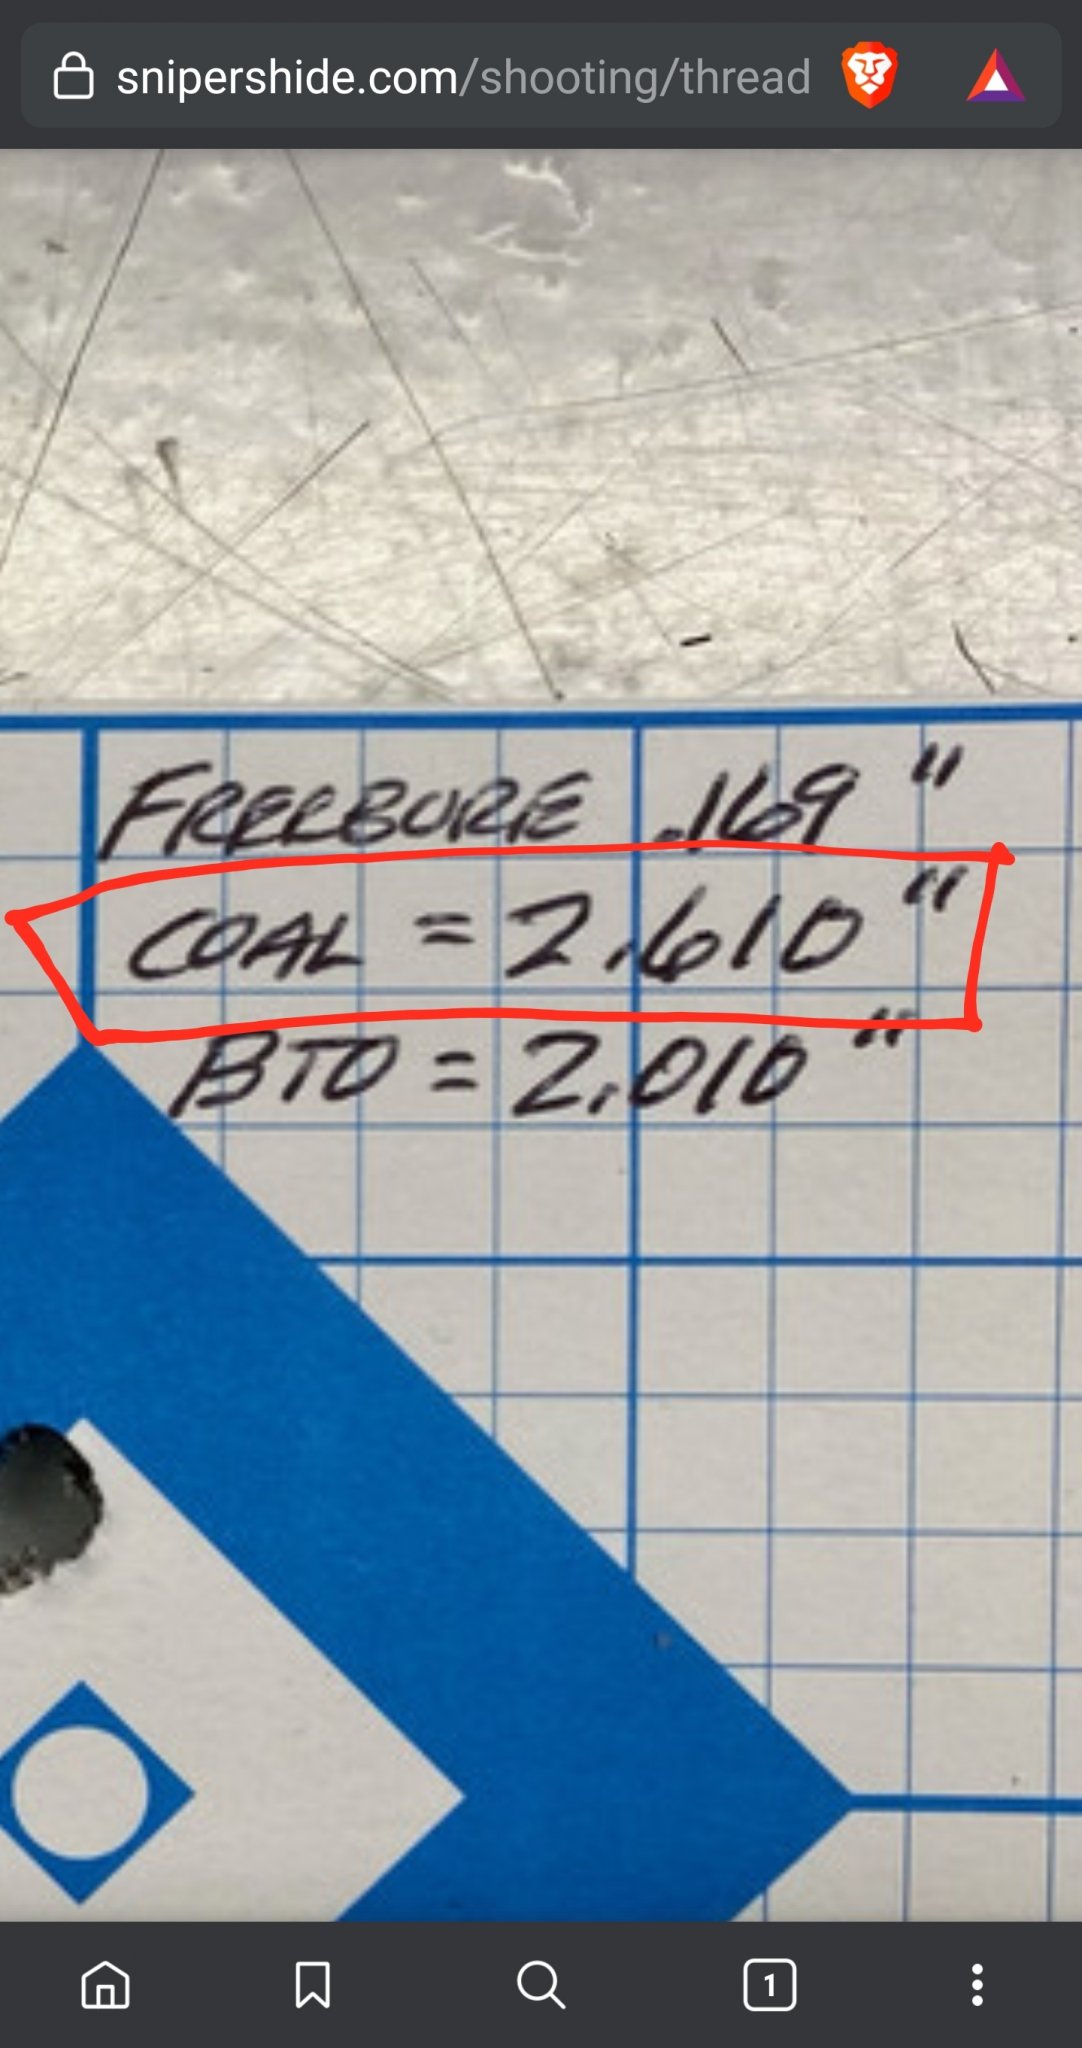 snipershide.com/shooting/thread
FREEBORE .169"
COAL = 2.610"
BTO = 2.010"
1